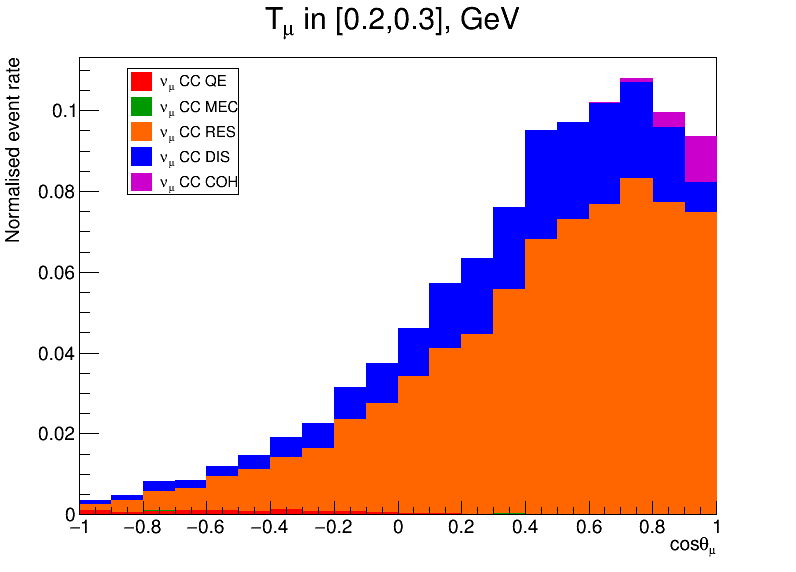 Tμ in [0.2,0.3], GeV
Normalised event rate
νμ CC QE
νμ CC MEC
νμ CC RES
νμ CC DIS
νμ CC COH
0.1
0.08
0.06
0.04
0.02
0
−1 −0.8 −0.6 −0.4 −0.2 0 0.2 0.4 0.6 0.8 1
cosθμ